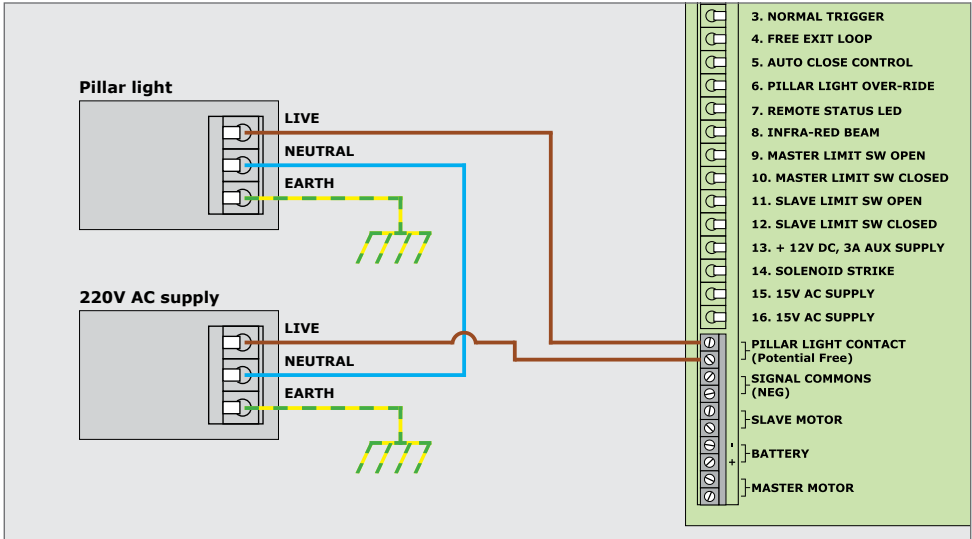 Pillar light
LIVE
NEUTRAL
EARTH
220V AC supply
LIVE
NEUTRAL
EARTH
3. NORMAL TRIGGER
4. FREE EXIT LOOP
5. AUTO CLOSE CONTROL
6. PILLAR LIGHT OVER-RIDE
7. REMOTE STATUS LED
8. INFRA-RED BEAM
9. MASTER LIMIT SW OPEN
10. MASTER LIMIT SW CLOSED
11. SLAVE LIMIT SW OPEN
12. SLAVE LIMIT SW CLOSED
13. + 12V DC, 3A AUX SUPPLY
14. SOLENOID STRIKE
15. 15V AC SUPPLY
16. 15V AC SUPPLY
PILLAR LIGHT CONTACT
(Potential Free)
SIGNAL COMMONS
(NEG)
SLAVE MOTOR
-
BATTERY
+
MASTER MOTOR